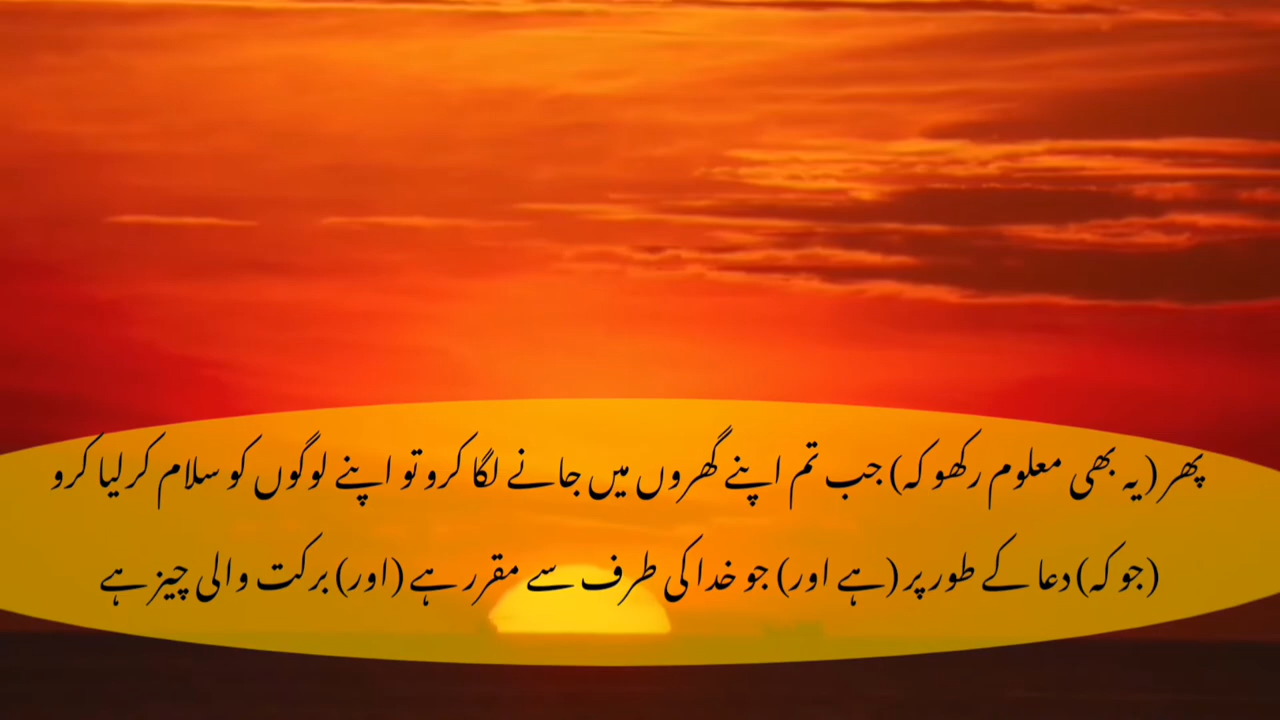 پھر (یہ بھی معلوم رکھو کہ) جب تم اپنے گھروں میں جانے لگا کرو تو اپنے لوگوں کو سلام کر لیا کرو
(جو کہ) دعا کے طور پر (ہے اور) جو خدا کی طرف سے مقرر ہے (اور) برکت والی چیز ہے